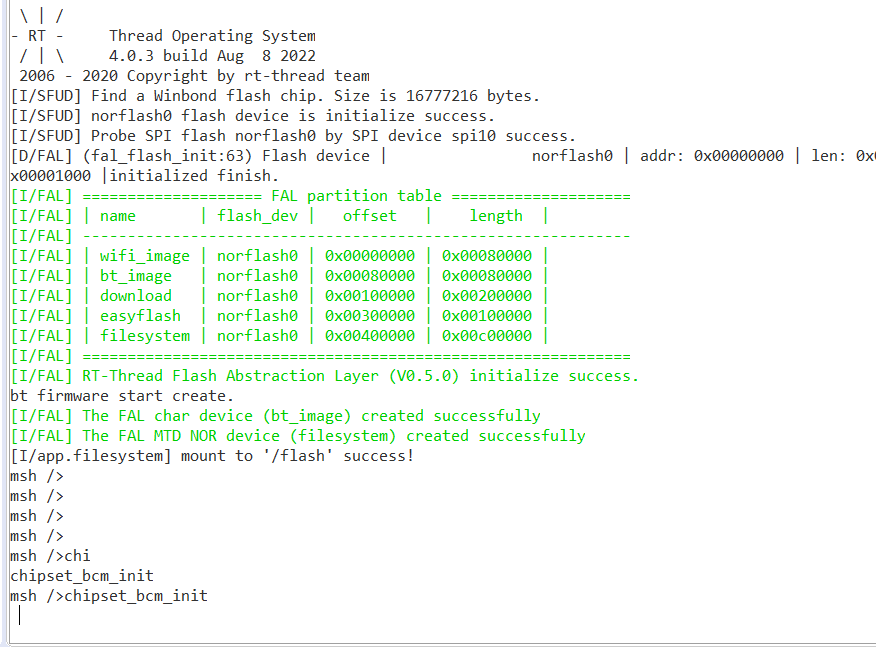 \ | /
- RT -     Thread Operating System
 / | \     4.0.3 build Aug  8 2022
 2006 - 2020 Copyright by rt-thread team
[I/SFUD] Find a Winbond flash chip. Size is 16777216 bytes.
[I/SFUD] norflash0 flash device is initialize success.
[I/SFUD] Probe SPI flash norflash0 by SPI device spi10 success.
[D/FAL] (fal_flash_init:63) Flash device |                norflash0 | addr: 0x00000000 | len: 0x
x00001000 |initialized finish.
[I/FAL] ==================== FAL partition table ====================
[I/FAL] | name       | flash_dev |   offset   |    length  |
[I/FAL] -------------------------------------------------------------
[I/FAL] | wifi_image | norflash0 | 0x00000000 | 0x00080000 |
[I/FAL] | bt_image   | norflash0 | 0x00080000 | 0x00080000 |
[I/FAL] | download   | norflash0 | 0x00100000 | 0x00200000 |
[I/FAL] | easyflash  | norflash0 | 0x00300000 | 0x00100000 |
[I/FAL] | filesystem | norflash0 | 0x00400000 | 0x00c00000 |
[I/FAL] =============================================================
[I/FAL] RT-Thread Flash Abstraction Layer (V0.5.0) initialize success.
bt firmware start create.
[I/FAL] The FAL char device (bt_image) created successfully
[I/FAL] The FAL MTD NOR device (filesystem) created successfully
[I/app.filesystem] mount to '/flash' success!
msh />
msh />
msh />
msh />
msh />chi
chipset_bcm_init
msh />chipset_bcm_init